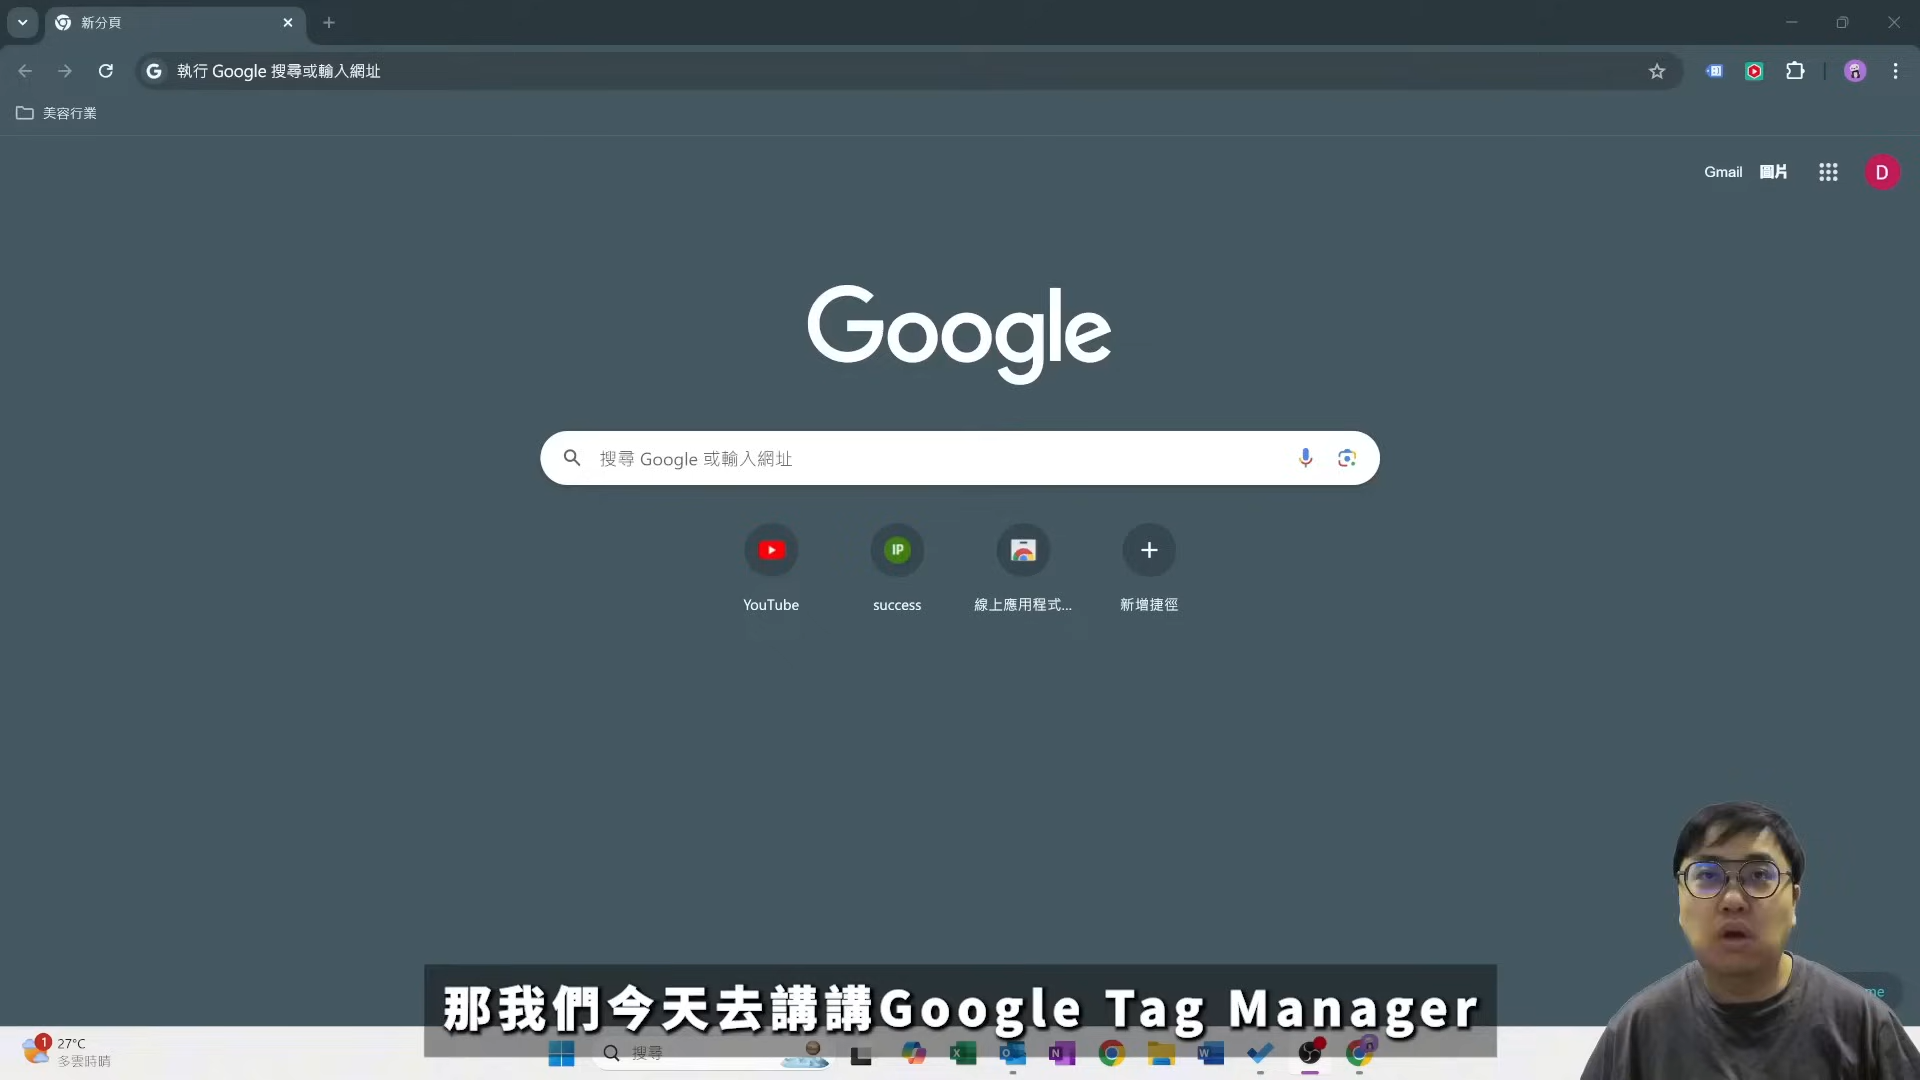 新分頁
執行 Google 搜尋或輸入網址
美容行業
Gmail 圖片
D
Google
搜尋 Google 或輸入網址
IP
YouTube
success
線上應用程式...
新增捷徑
那我們今天去講講Google Tag Manager
1
27°C
多雲時晴
搜尋